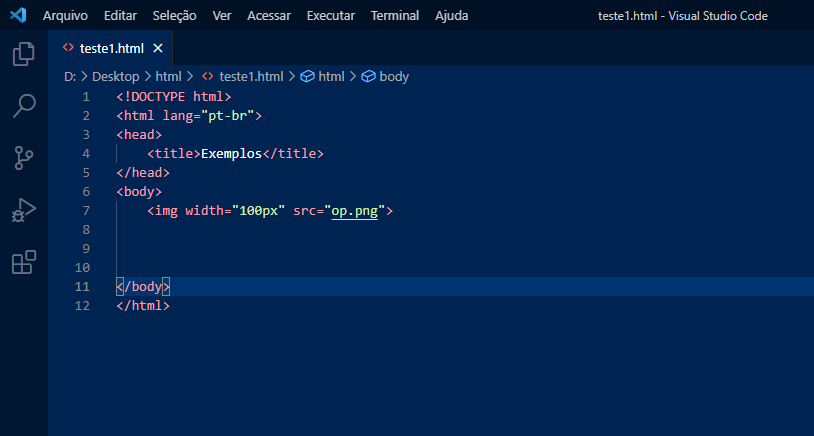 Arquivo Editar Seleção Ver Acessar Executar Terminal Ajuda teste1.html - Visual Studio Code
<> teste1.html ×
D: > Desktop > html > <> teste1.html > html > body
1 <!DOCTYPE html>
2 <html lang="pt-br">
3 <head>
4 <title>Exemplos</title>
5 </head>
6 <body>
7 <img width="100px" src="op.png">
8
9
10
11 </body>
12 </html>